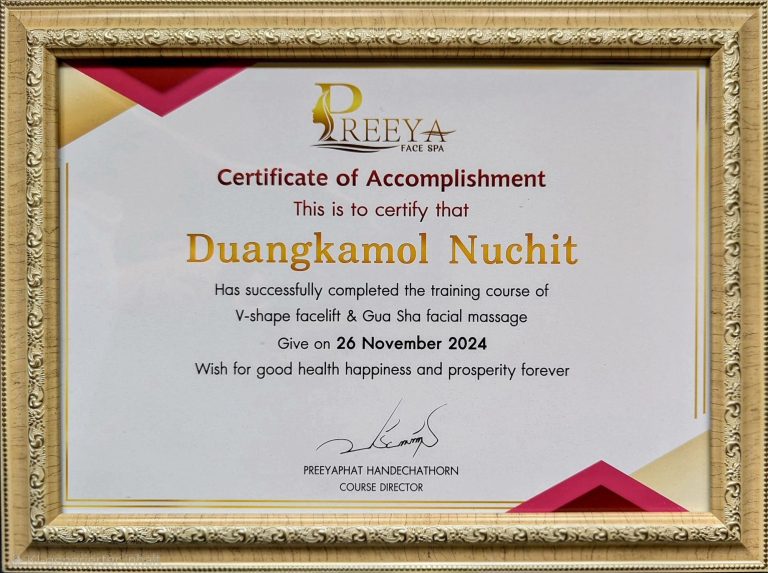 PREEYA
FACE SPA
Certificate of Accomplishment
This is to certify that
Duangkamol Nuchit
Has successfully completed the training course of
V-shape facelift & Gua Sha facial massage
Give on 26 November 2024
Wish for good health happiness and prosperity forever
PREEYAPHAT HANDECHATHORN
COURSE DIRECTOR